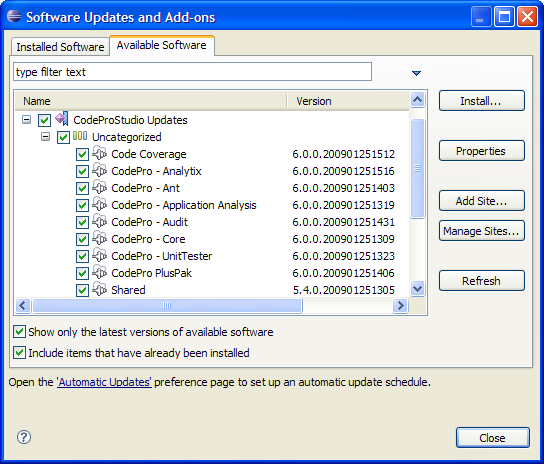 Software Updates and Add-ons
Installed Software Available Software
type filter text
Name Version
Install...
CodeProStudio Updates
Uncategorized
Code Coverage 6.0.0.200901251512
Properties
CodePro - Analytix 6.0.0.200901251516
CodePro - Ant 6.0.0.200901251403
Add Site...
CodePro - Application Analysis 6.0.0.200901251319
CodePro - Audit 6.0.0.200901251431
Manage Sites...
CodePro - Core 6.0.0.200901251309
CodePro - UnitTester 6.0.0.200901251323
CodePro PlusPak 6.0.0.200901251406
Refresh
Shared 5.4.0.200901251305
Show only the latest versions of available software
Include items that have already been installed
Open the 'Automatic Updates' preference page to set up an automatic update schedule.
? Close